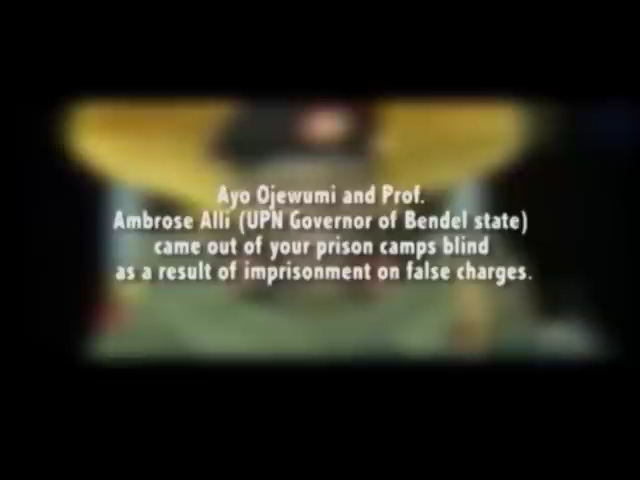 Ayo Ojewumi and Prof.
Ambrose Alli (UPN Governor of Bendel state)
came out of your prison camps blind
as a result of imprisonment on false charges.